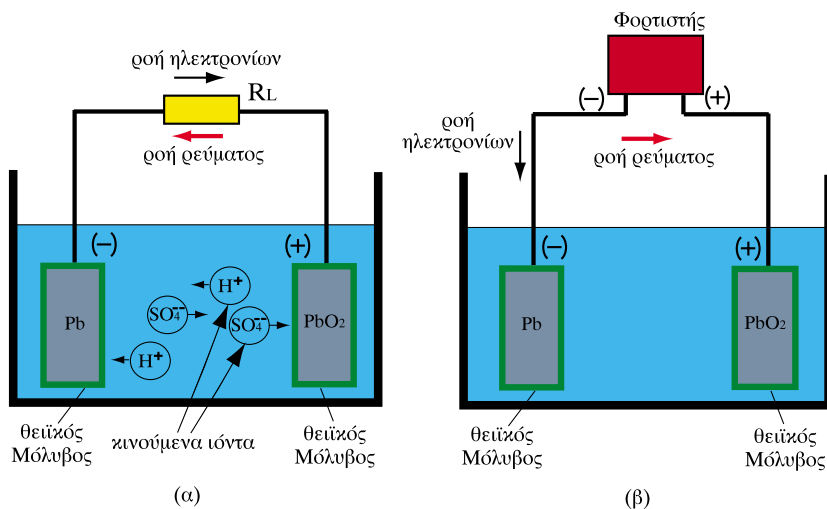 ροή ηλεκτρονίων
RL
ροή ρεύματος
(−)
(+)
Pb
PbO2
H+
SO4−−
SO4−−
H+
θειϊκός
Μόλυβος
κινούμενα ιόντα
θειϊκός
Μόλυβος
(α)
Φορτιστής
(−)
(+)
ροή
ηλεκτρονίων
ροή ρεύματος
(−)
(+)
Pb
PbO2
θειϊκός
Μόλυβος
θειϊκός
Μόλυβος
(β)